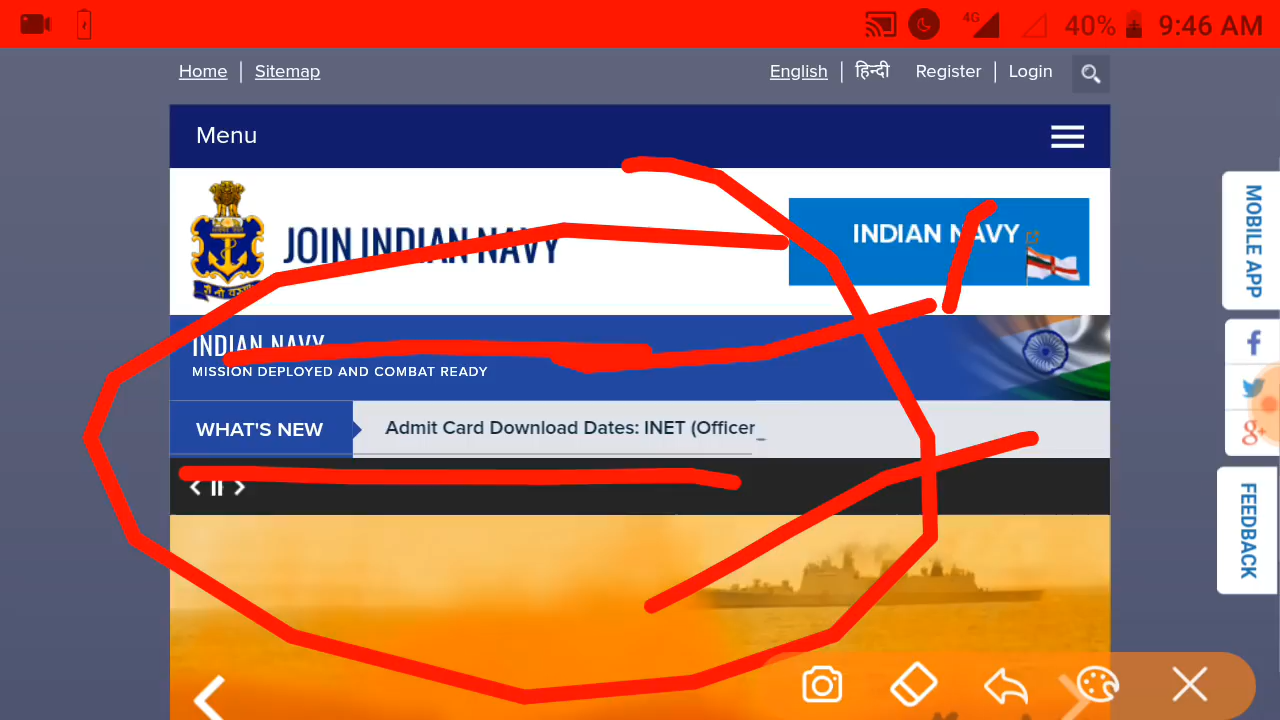 4G 40% 9:46 AM
Home | Sitemap English | हिन्दी Register | Login
Menu
JOIN INDIAN NAVY
INDIAN NAVY
INDIAN NAVY
MISSION DEPLOYED AND COMBAT READY
WHAT'S NEW Admit Card Download Dates: INET (Officer_
MOBILE APP
FEEDBACK